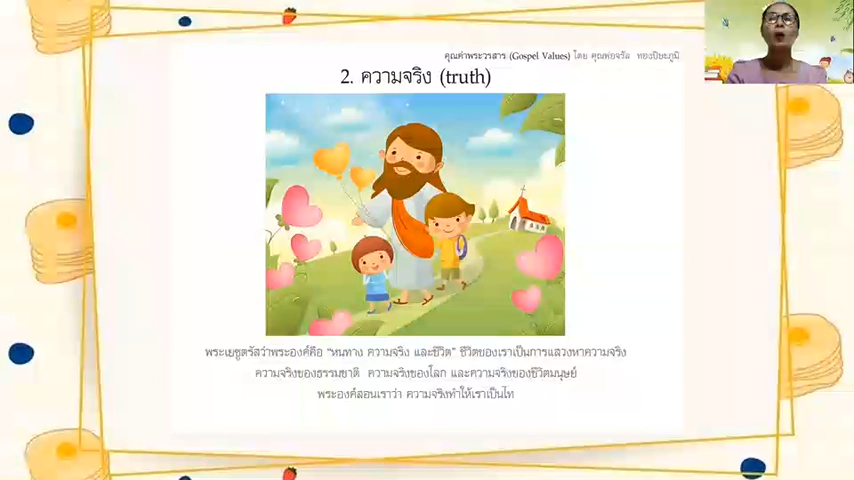 คุณค่าพระวรสาร (Gospel Values) โดย คุณพ่อจรัล ทองปิยะภูมิ
2. ความจริง (truth)
พระเยซูตรัสว่าพระองค์คือ "หนทาง ความจริง และชีวิต" ชีวิตของเราเป็นการแสวงหาความจริง
ความจริงของธรรมชาติ ความจริงของโลก และความจริงของชีวิตมนุษย์
พระองค์สอนเราว่า ความจริงทำให้เราเป็นไท